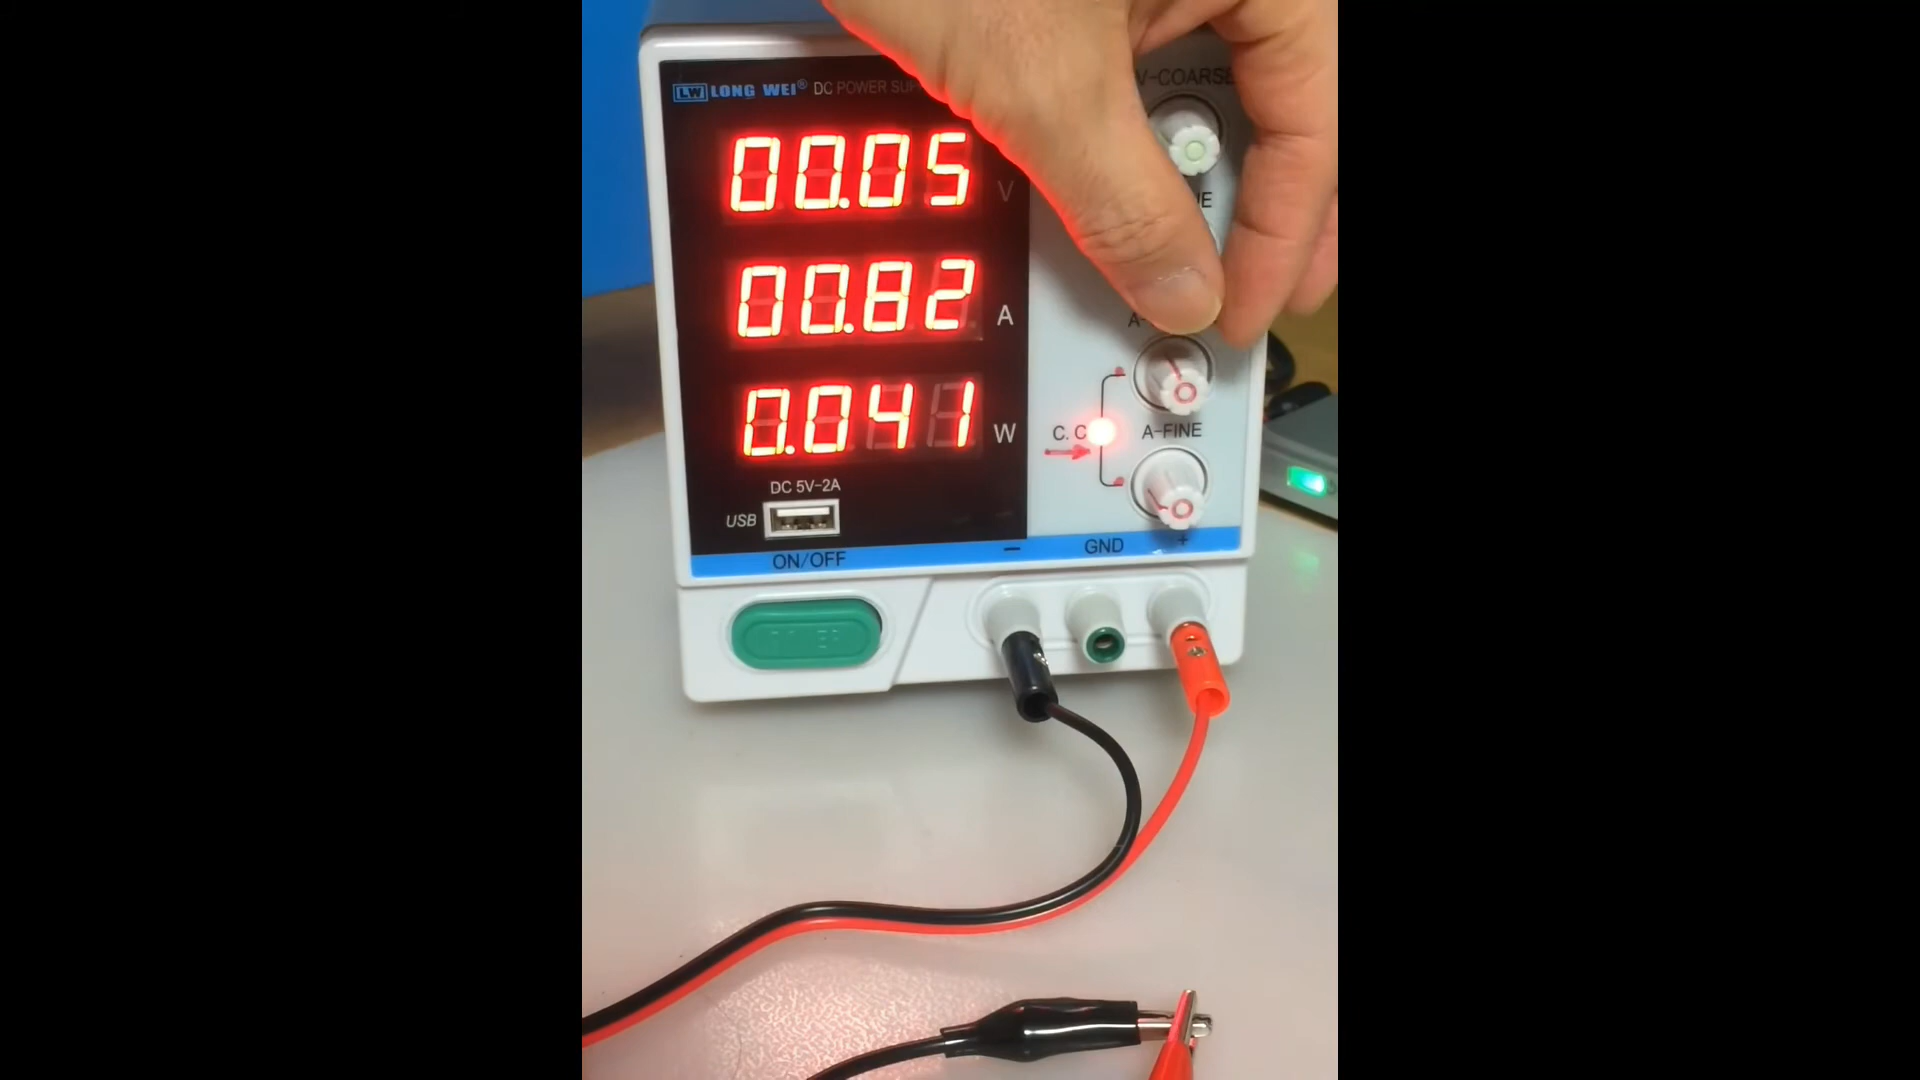 LW LONG WEI® DC POWER SUP
V-COARSE
00.05 V
00.82 A
A-
0.041 W
C.C
A-FINE
DC 5V-2A
USB
ON/OFF
− GND +